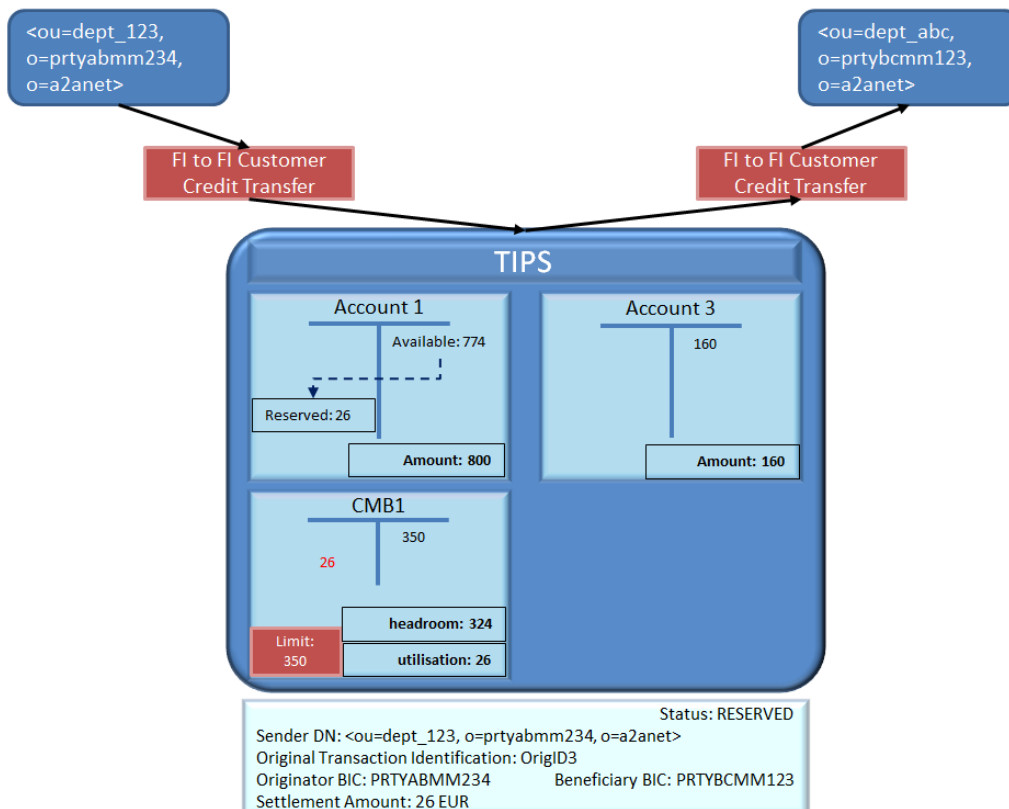 <ou=dept_123,
o=prtyabmm234,
o=a2anet>
<ou=dept_abc,
o=prtybcmm123,
o=a2anet>
FI to FI Customer
Credit Transfer
FI to FI Customer
Credit Transfer
TIPS
Account 1
Available: 774
Reserved: 26
Amount: 800
Account 3
160
Amount: 160
CMB1
350
26
headroom: 324
Limit:
350
utilisation: 26
Status: RESERVED
Sender DN: <ou=dept_123, o=prtyabmm234, o=a2anet>
Original Transaction Identification: OrigID3
Originator BIC: PRTYABMM234 Beneficiary BIC: PRTYBCMM123
Settlement Amount: 26 EUR